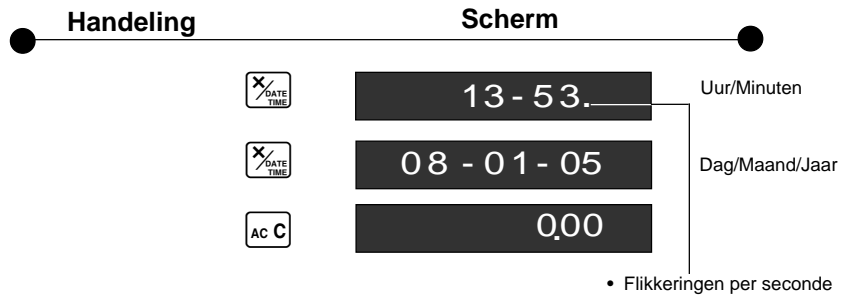 Handeling Scherm
X/DATE TIME 13-53. Uur/Minuten
X/DATE TIME 08-01-05 Dag/Maand/Jaar
AC C 0.00
• Flikkeringen per seconde